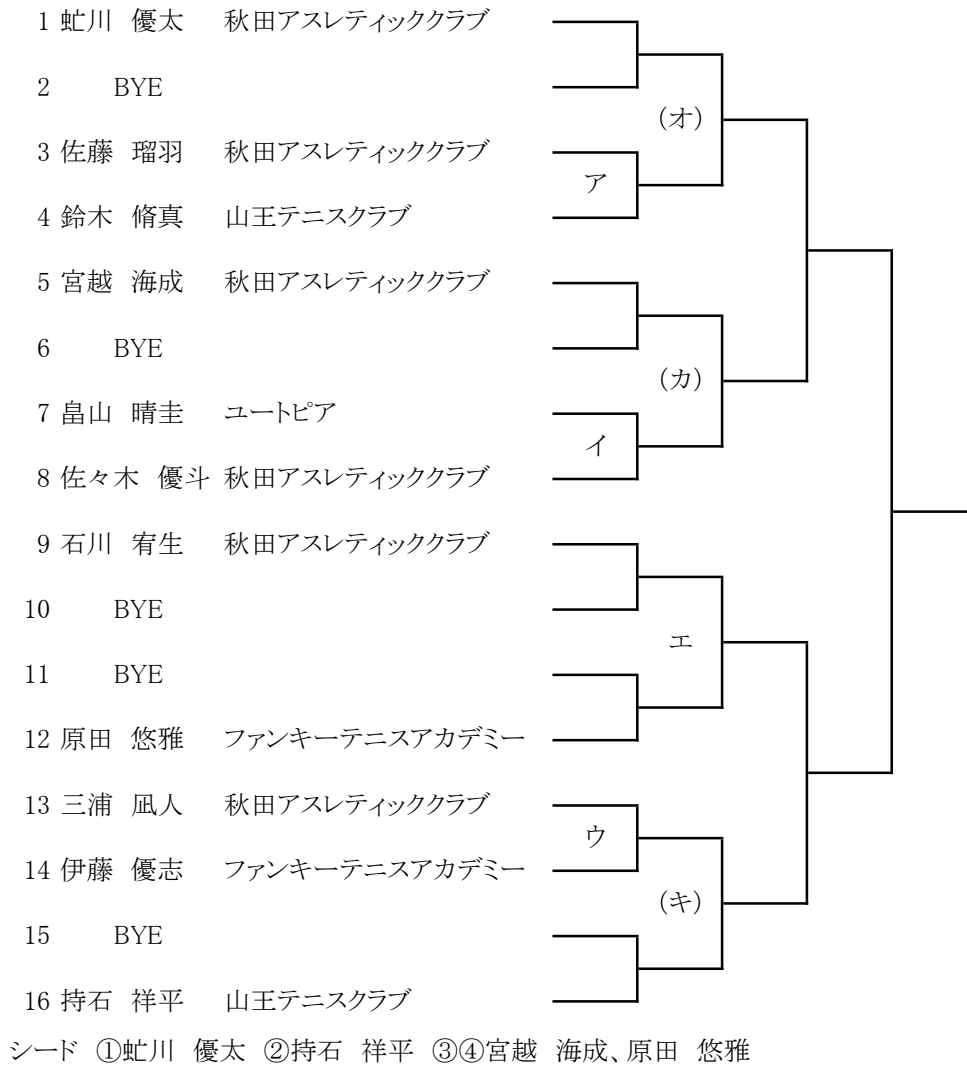 1 虻川 優太 秋田アスレティッククラブ
2 BYE
(オ)
3 佐藤 瑠羽 秋田アスレティッククラブ
ア
4 鈴木 脩真 山王テニスクラブ
5 宮越 海成 秋田アスレティッククラブ
6 BYE
(カ)
7 畠山 晴圭 ユートピア
イ
8 佐々木 優斗 秋田アスレティッククラブ
9 石川 宥生 秋田アスレティッククラブ
10 BYE
エ
11 BYE
12 原田 悠雅 ファンキーテニスアカデミー
13 三浦 凪人 秋田アスレティッククラブ
ウ
14 伊藤 優志 ファンキーテニスアカデミー
(キ)
15 BYE
16 持石 祥平 山王テニスクラブ
シード ①虻川 優太 ②持石 祥平 ③④宮越 海成、原田 悠雅